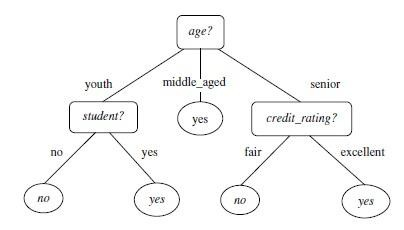 age?
youth middle_aged senior
student? yes credit_rating?
no yes fair excellent
no yes no yes